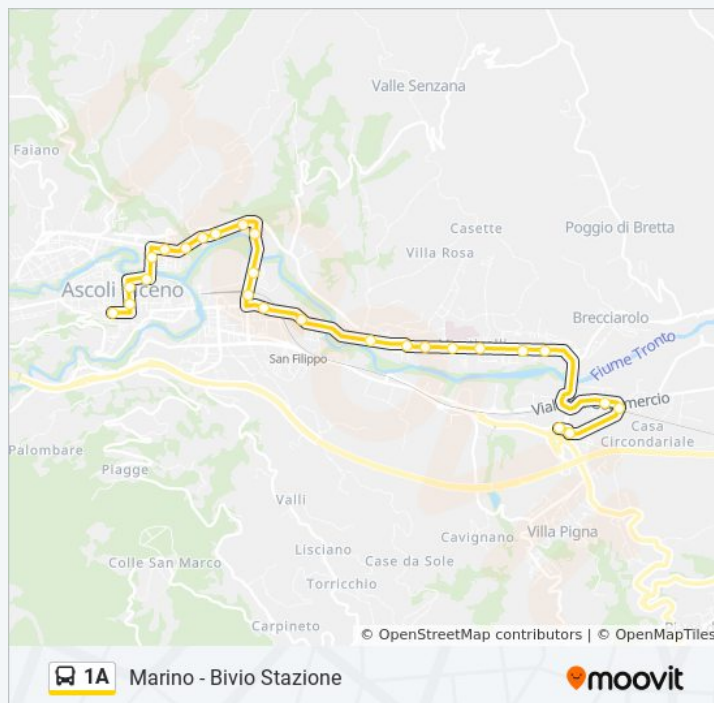 Valle Senzana
Faiano
Casette
Poggio di Bretta
Villa Rosa
Ascoli
ceno
Brecciarolo
San Filippo
Fiume Tronto
mercio
Casa
Circondariale
Palombare
Piagge
Valli
Villa Pigna
Cavignano
Lisciano
Case da Sole
Colle San Marco
Torricchio
Carpineto
© OpenStreetMap contributors | © OpenMapTiles
1A Marino - Bivio Stazione
moovit